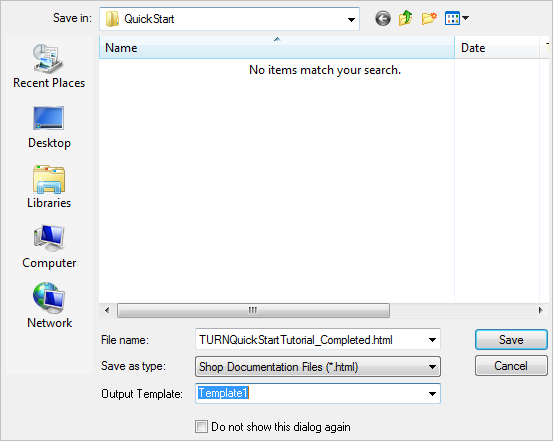 Save in: QuickStart
Name Date T
No items match your search.
Recent Places
Desktop
Libraries
Computer
Network
File name: TURNQuickStartTutorial_Completed.html Save
Save as type: Shop Documentation Files (*.html) Cancel
Output Template: Template1
Do not show this dialog again